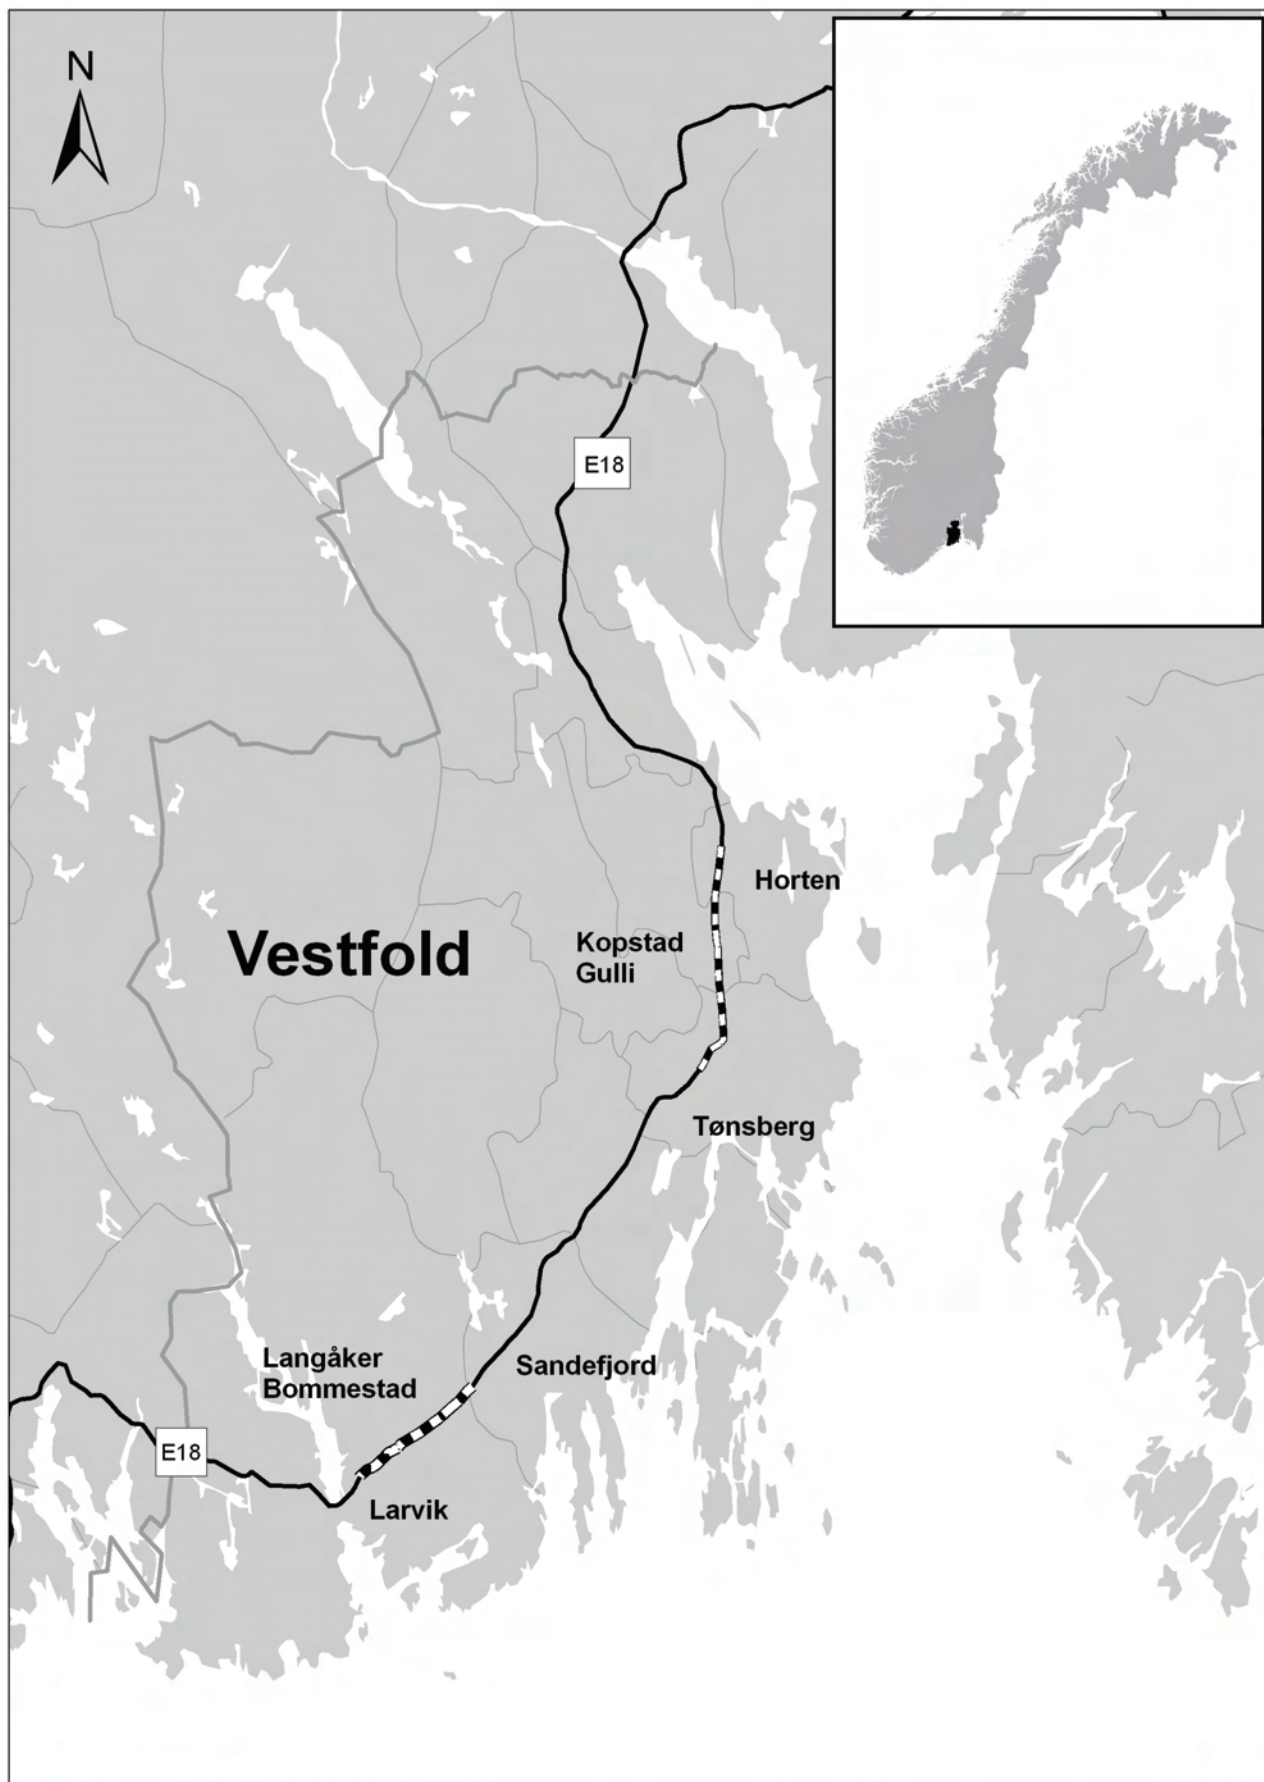 N
E18
Horten
Kopstad
Gulli
Vestfold
Tønsberg
Langåker
Bommestad
Sandefjord
E18
Larvik